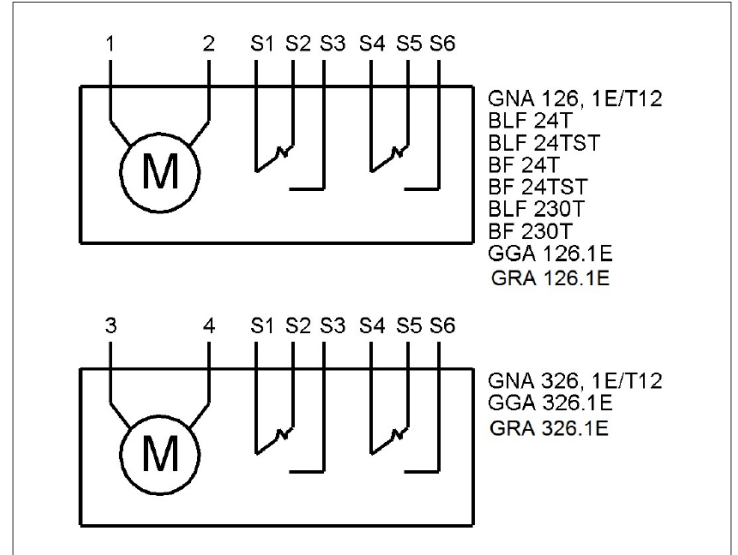 1 2 S1 S2 S3 S4 S5 S6
GNA 126, 1E/T12
BLF 24T
BLF 24TST
BF 24T
BF 24TST
BLF 230T
BF 230T
GGA 126.1E
GRA 126.1E
M
3 4 S1 S2 S3 S4 S5 S6
GNA 326, 1E/T12
GGA 326.1E
GRA 326.1E
M